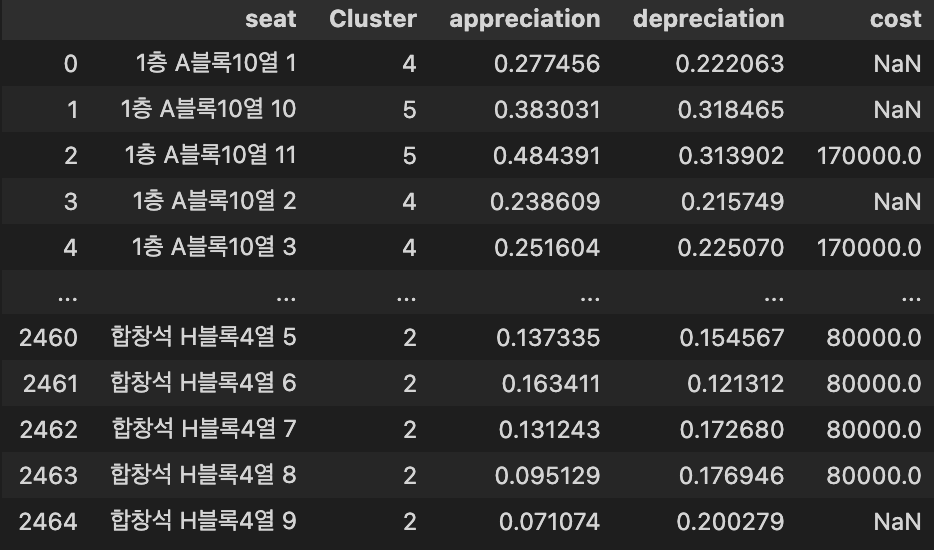 seat Cluster appreciation depreciation cost
0 1층 A블록10열 1 4 0.277456 0.222063 NaN
1 1층 A블록10열 10 5 0.383031 0.318465 NaN
2 1층 A블록10열 11 5 0.484391 0.313902 170000.0
3 1층 A블록10열 2 4 0.238609 0.215749 NaN
4 1층 A블록10열 3 4 0.251604 0.225070 170000.0
... ... ... ... ... ...
2460 합창석 H블록4열 5 2 0.137335 0.154567 80000.0
2461 합창석 H블록4열 6 2 0.163411 0.121312 80000.0
2462 합창석 H블록4열 7 2 0.131243 0.172680 80000.0
2463 합창석 H블록4열 8 2 0.095129 0.176946 80000.0
2464 합창석 H블록4열 9 2 0.071074 0.200279 NaN